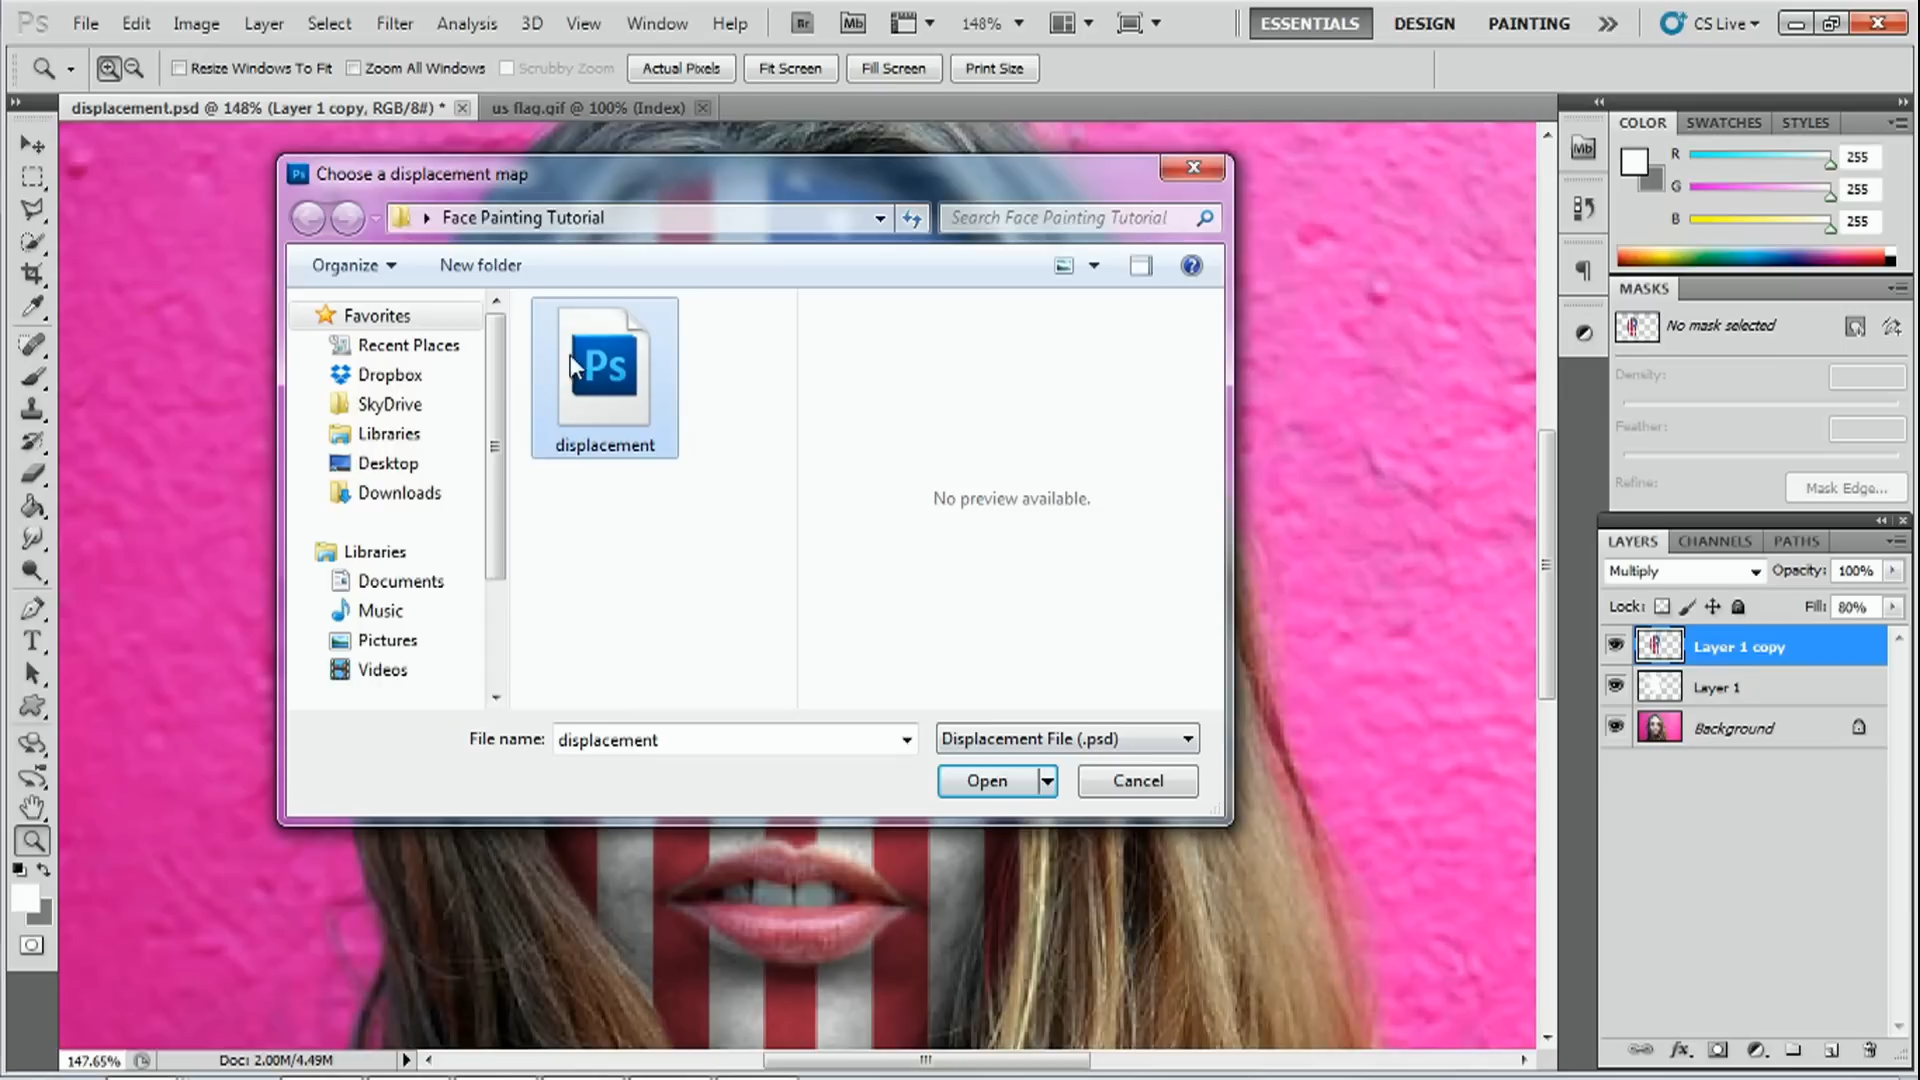 Ps File Edit Image Layer Select Filter Analysis 3D View Window Help Br Mb 148% ESSENTIALS DESIGN PAINTING CS Live
Resize Windows To Fit Zoom All Windows Scrubby Zoom Actual Pixels Fit Screen Fill Screen Print Size
displacement.psd @ 148% (Layer 1 copy, RGB/8#) * us flag.gif @ 100% (Index)
Ps Choose a displacement map
Face Painting Tutorial Search Face Painting Tutorial
Organize New folder
Favorites
Recent Places
Dropbox
SkyDrive
Libraries
Desktop
Downloads
Libraries
Documents
Music
Pictures
Videos
Ps
displacement
No preview available.
File name: displacement Displacement File (.psd)
Open Cancel
Mb
COLOR SWATCHES STYLES
R 255
G 255
B 255
MASKS
No mask selected
Density:
Feather:
Refine: Mask Edge...
LAYERS CHANNELS PATHS
Multiply Opacity: 100%
Lock: Fill: 80%
Layer 1 copy
Layer 1
Background
T
fx
147.65% Doc: 2.00M/4.49M